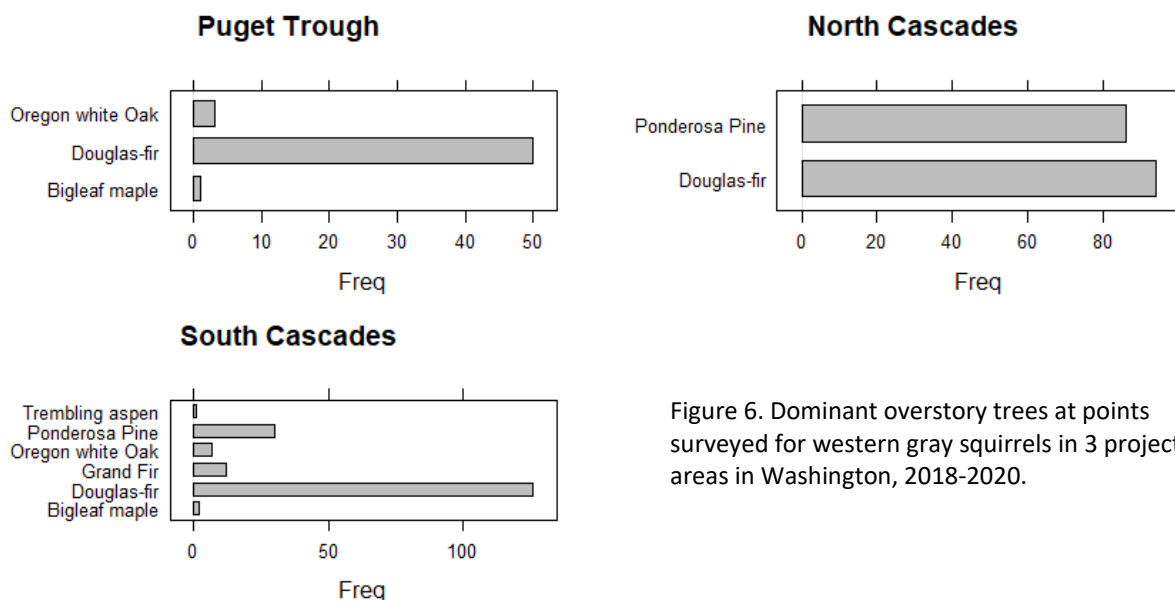 Puget Trough
Oregon white Oak
Douglas-fir
Bigleaf maple
0 10 20 30 40 50
Freq
North Cascades
Ponderosa Pine
Douglas-fir
0 20 40 60 80
Freq
South Cascades
Trembling aspen
Ponderosa Pine
Oregon white Oak
Grand Fir
Douglas-fir
Bigleaf maple
0 50 100
Freq
Figure 6. Dominant overstory trees at points
surveyed for western gray squirrels in 3 project
areas in Washington, 2018-2020.